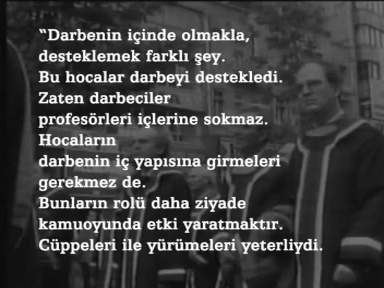 “Darbenin içinde olmakla,
desteklemek farklı şey.
Bu hocalar darbeyi destekledi.
Zaten darbeciler
profesörleri içlerine sokmaz.
Hocaların
darbenin iç yapısına girmeleri
gerekmez de.
Bunların rolü daha ziyade
kamuoyunda etki yaratmaktır.
Cüppeleri ile yürümeleri yeterliydi.